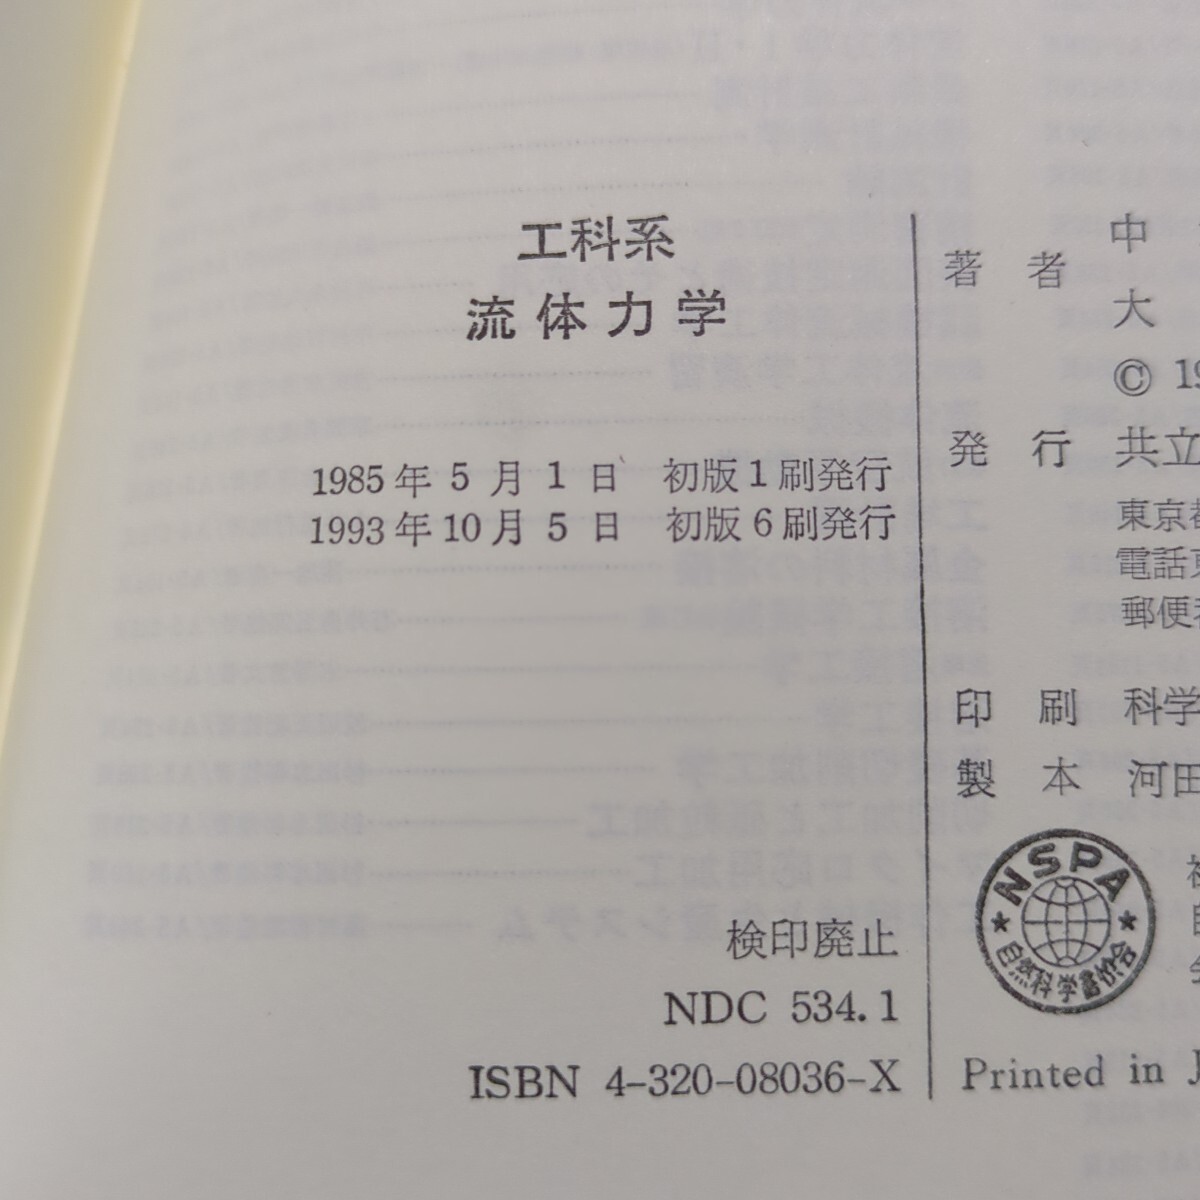 工科系
流体力学
1985年 5 月 1 日 初版1刷発行
1993年10月 5 日 初版6刷発行
検印廃止
NDC 534.1
ISBN 4-320-08036-X
著 者
中
大
© 19
発 行 共立
東京都
電話東
郵便
印 刷 科学
製 本 河田
NSPA
自然科学書協会
Printed in J